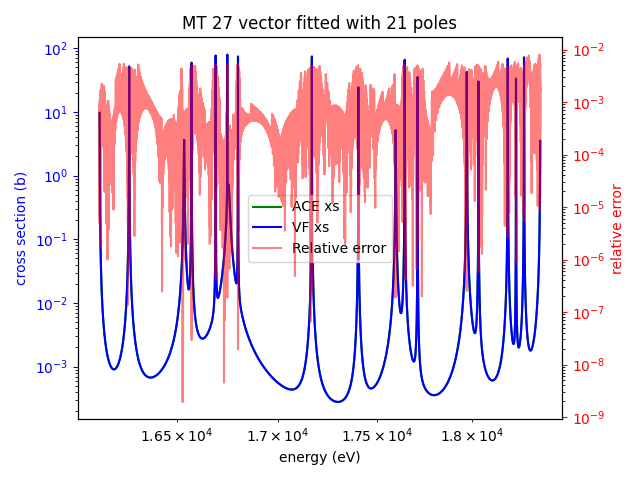 MT 27 vector fitted with 21 poles
10²
10¹
10⁰
10⁻¹
10⁻²
10⁻³
cross section (b)
ACE xs
VF xs
Relative error
10⁻²
10⁻³
10⁻⁴
10⁻⁵
10⁻⁶
10⁻⁷
10⁻⁸
10⁻⁹
relative error
1.65 × 10⁴ 1.7 × 10⁴ 1.75 × 10⁴ 1.8 × 10⁴
energy (eV)